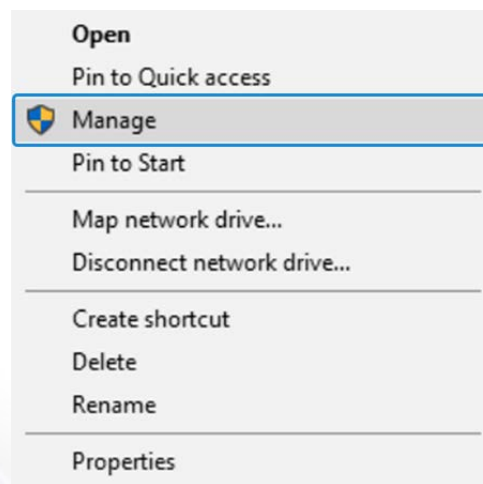 Open
Pin to Quick access
Manage
Pin to Start
Map network drive...
Disconnect network drive...
Create shortcut
Delete
Rename
Properties